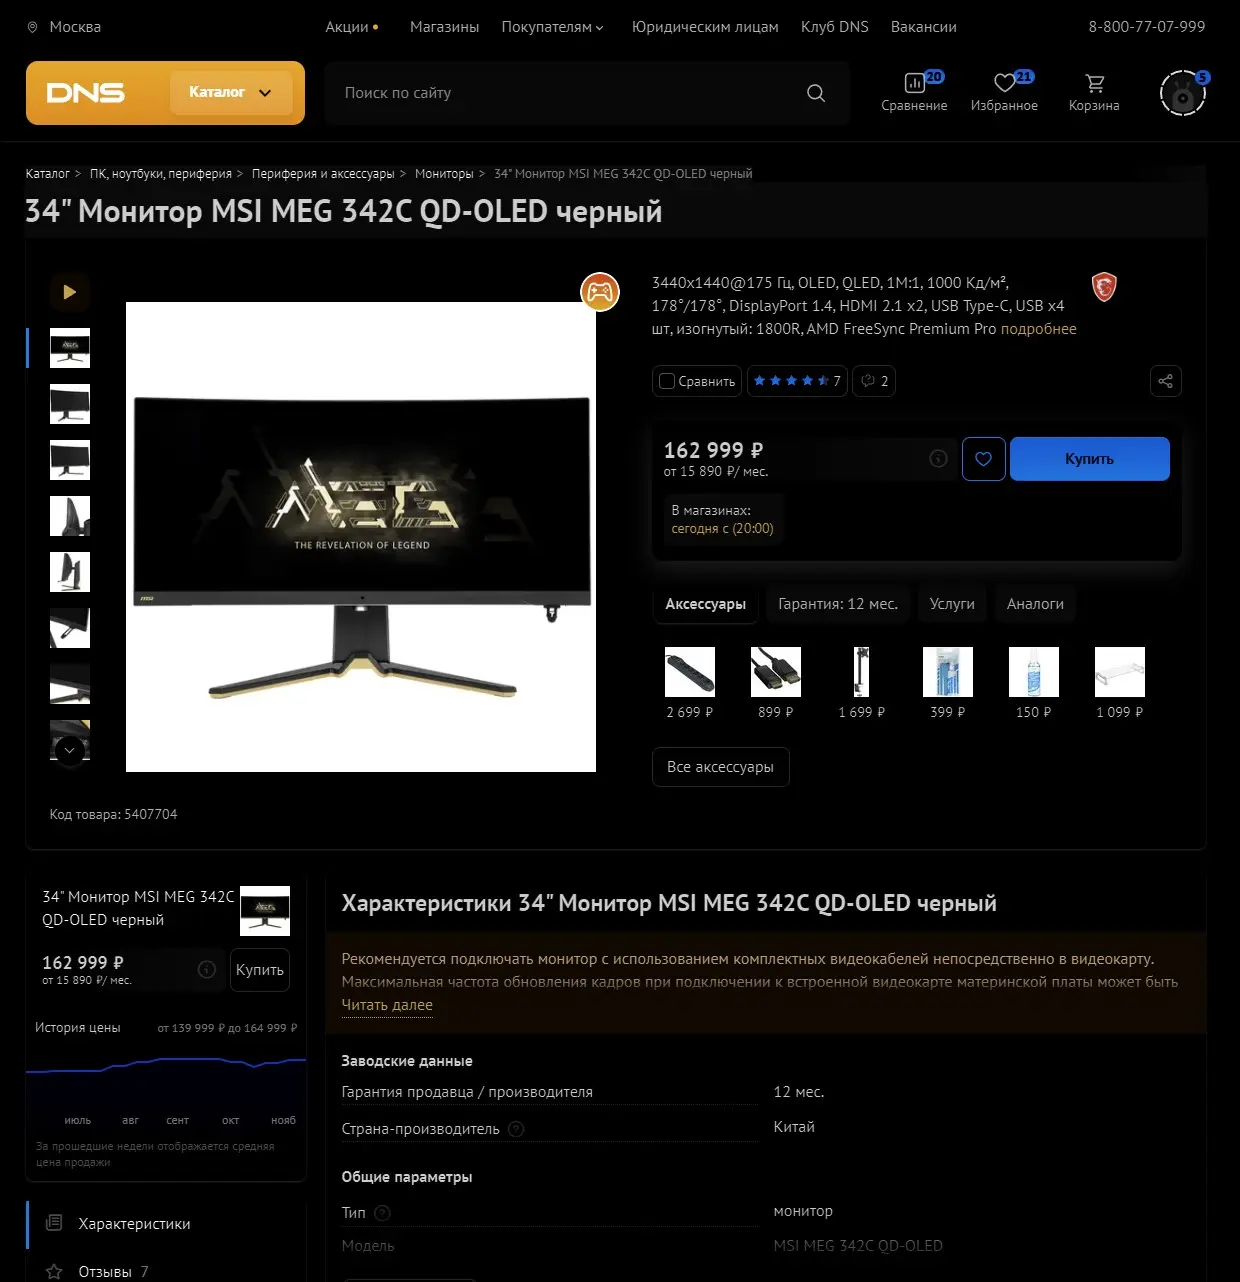 Москва
Акции
Магазины
Покупателям
Юридическим лицам
Клуб DNS
Вакансии
8-800-77-07-999
DNS
Каталог
Поиск по сайту
20
Сравнение
21
Избранное
Корзина
5
Каталог > ПК, ноутбуки, периферия > Периферия и аксессуары > Мониторы > 34" Монитор MSI MEG 342C QD-OLED черный
34" Монитор MSI MEG 342C QD-OLED черный
MEG
THE REVELATION OF LEGEND
msi
3440x1440@175 Гц, OLED, QLED, 1М:1, 1000 Кд/м²,
178°/178°, DisplayPort 1.4, HDMI 2.1 x2, USB Type-C, USB x4
шт, изогнутый: 1800R, AMD FreeSync Premium Pro подробнее
Сравнить
7
2
162 999 ₽
от 15 890 ₽/ мес.
Купить
В магазинах:
сегодня с (20:00)
Аксессуары
Гарантия: 12 мес.
Услуги
Аналоги
2 699 ₽
899 ₽
1 699 ₽
399 ₽
150 ₽
1 099 ₽
Все аксессуары
Код товара: 5407704
34" Монитор MSI MEG 342C
QD-OLED черный
162 999 ₽
от 15 890 ₽/ мес.
Купить
История цены
от 139 999 ₽ до 164 999 ₽
июль
авг
сент
окт
нояб
За прошедшие недели отображается средняя
цена продажи
Характеристики
Отзывы 7
Характеристики 34" Монитор MSI MEG 342C QD-OLED черный
Рекомендуется подключать монитор с использованием комплектных видеокабелей непосредственно в видеокарту.
Максимальная частота обновления кадров при подключении к встроенной видеокарте материнской платы может быть
Читать далее
Заводские данные
Гарантия продавца / производителя
12 мес.
Страна-производитель ?
Китай
Общие параметры
Тип ?
монитор
Модель
MSI MEG 342C QD-OLED